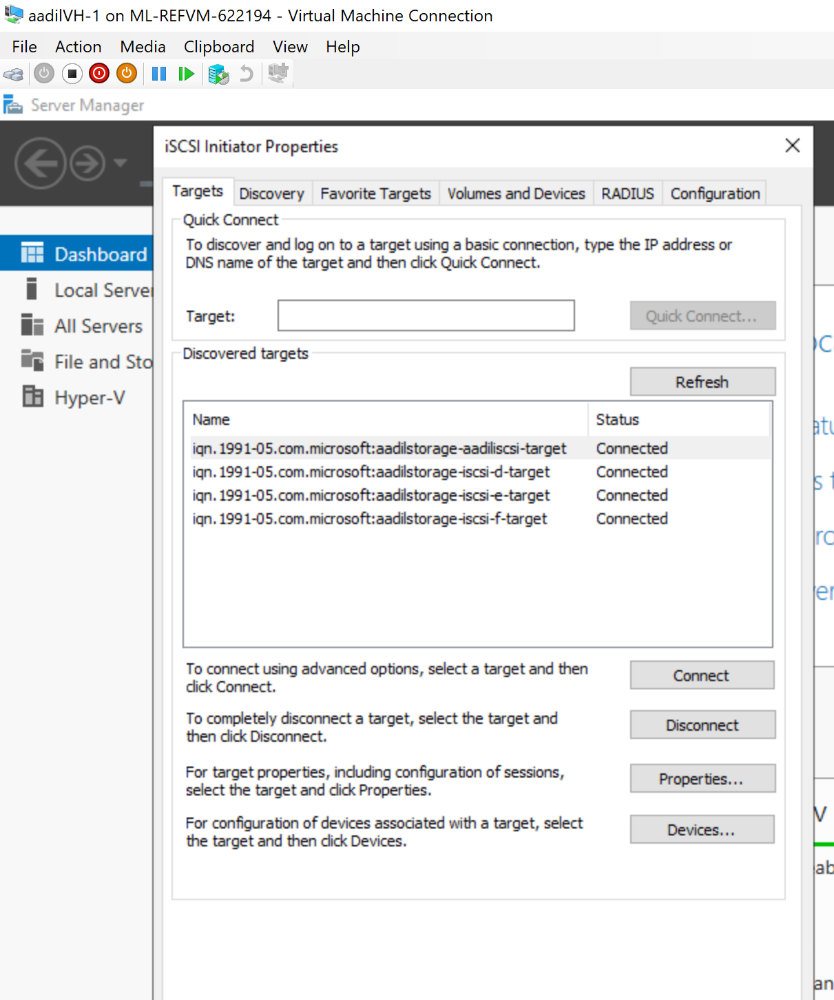 aadilVH-1 on ML-REFVM-622194 - Virtual Machine Connection
File Action Media Clipboard View Help
Server Manager
iSCSI Initiator Properties
Targets Discovery Favorite Targets Volumes and Devices RADIUS Configuration
Quick Connect
To discover and log on to a target using a basic connection, type the IP address or
DNS name of the target and then click Quick Connect.
Target: Quick Connect...
Dashboard
Local Server
All Servers
File and Sto
Hyper-V
Discovered targets
Refresh
Name Status
iqn.1991-05.com.microsoft:aadilstorage-aadiliscsi-target Connected
iqn.1991-05.com.microsoft:aadilstorage-iscsi-d-target Connected
iqn.1991-05.com.microsoft:aadilstorage-iscsi-e-target Connected
iqn.1991-05.com.microsoft:aadilstorage-iscsi-f-target Connected
To connect using advanced options, select a target and then
click Connect.
Connect
To completely disconnect a target, select the target and
then click Disconnect.
Disconnect
For target properties, including configuration of sessions,
select the target and click Properties.
Properties...
For configuration of devices associated with a target, select
the target and then click Devices.
Devices...